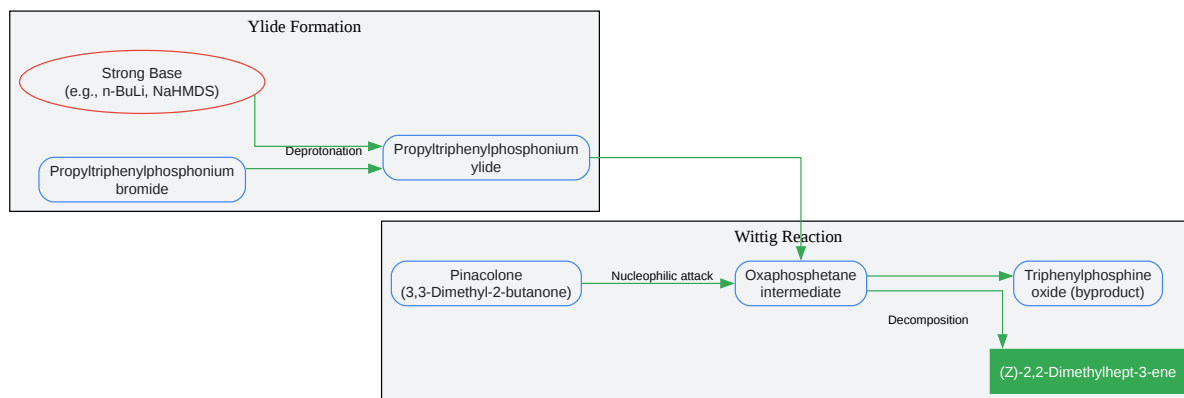 Ylide Formation
Strong Base
(e.g., n-BuLi, NaHMDS)
Deprotonation
Propyltriphenylphosphonium
ylide
Propyltriphenylphosphonium
bromide
Wittig Reaction
Pinacolone
(3,3-Dimethyl-2-butanone)
Nucleophilic attack
Oxaphosphetane
intermediate
Triphenylphosphine
oxide (byproduct)
Decomposition
(Z)-2,2-Dimethylhept-3-ene